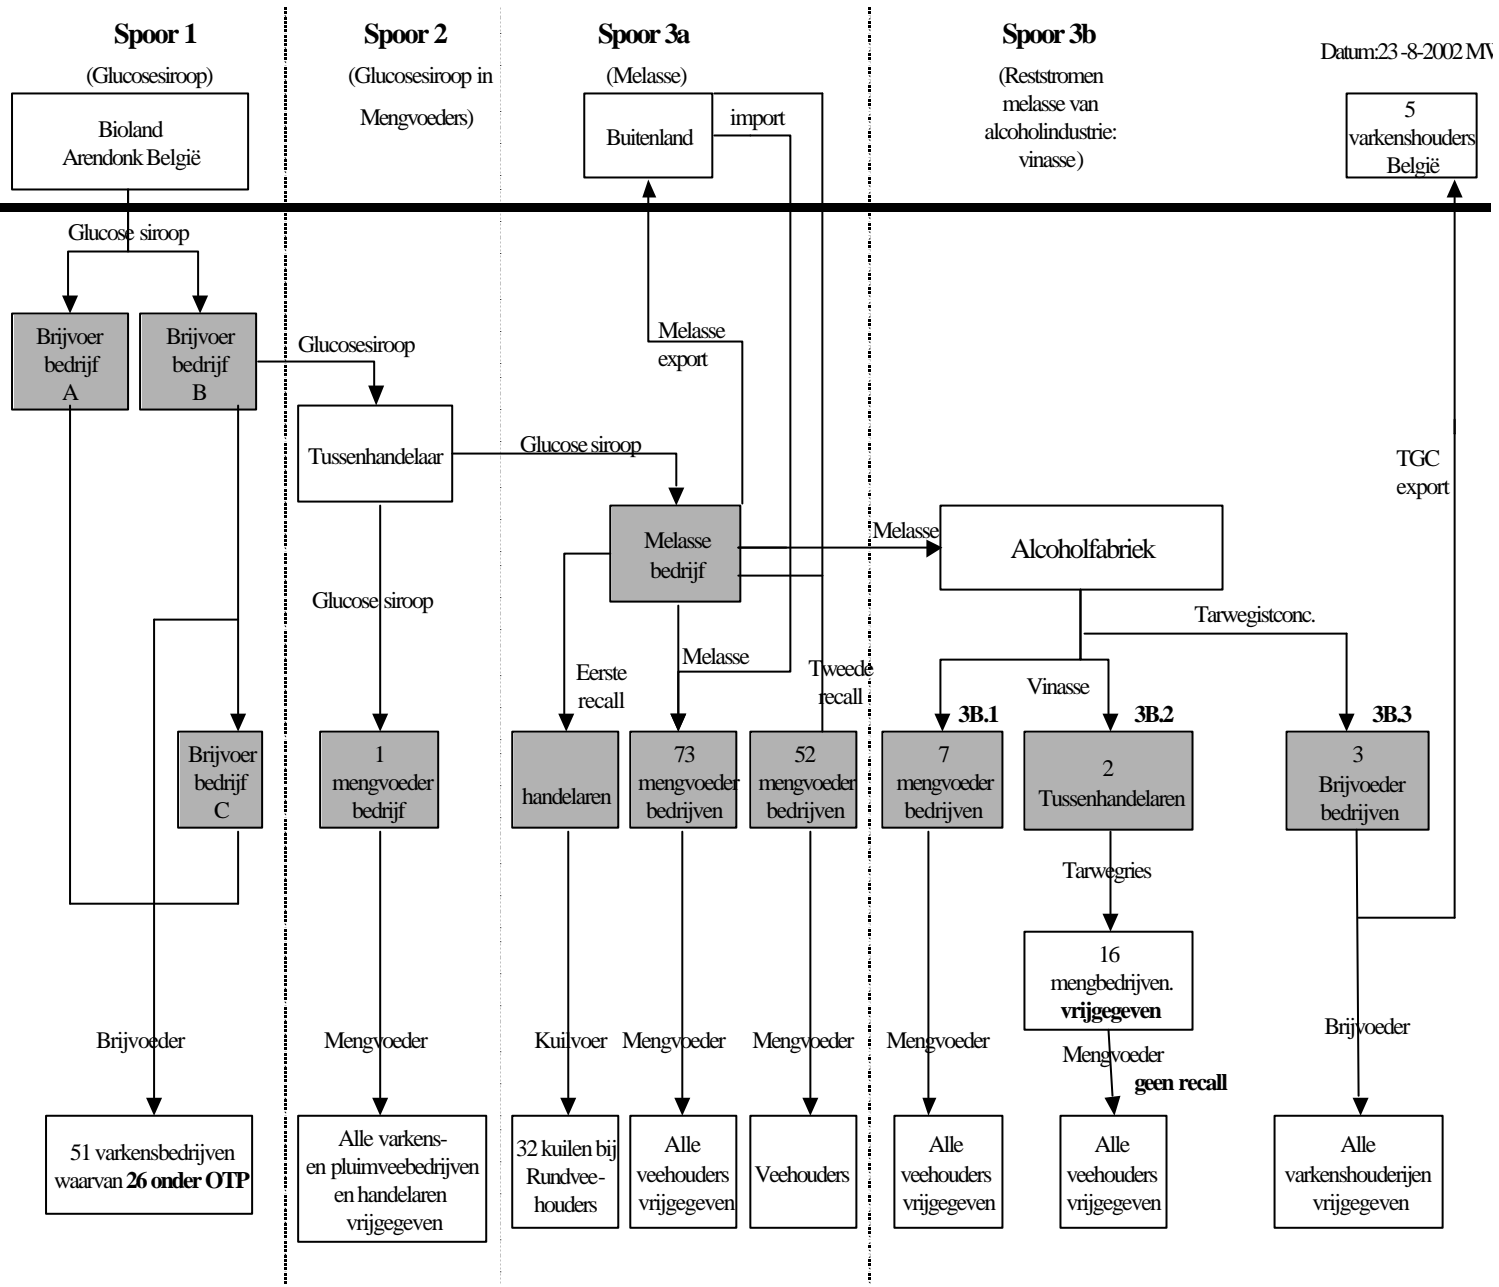 Spoor 1
(Glucosesiroop)
Spoor 2
(Glucosesiroop in
Mengvoeders)
Spoor 3a
(Melasse)
Spoor 3b
(Reststromen
melasse van
alcoholindustrie:
vinasse)
Datum:23-8-2002 MV
Bioland
Arendonk België
Buitenland
import
5
varkenshouders
België
Glucose siroop
Brijvoer
bedrijf
A
Brijvoer
bedrijf
B
Glucosesiroop
Melasse
export
Tussenhandelaar
Glucose siroop
TGC
export
Melasse
bedrijf
Melasse
Alcoholfabriek
Glucose siroop
Tarwegistconc.
Eerste
recall
Melasse
Tweede
recall
Vinasse
3B.1
3B.2
3B.3
Brijvoer
bedrijf
C
1
mengvoeder
bedrijf
handelaren
73
mengvoeder
bedrijven
52
mengvoeder
bedrijven
7
mengvoeder
bedrijven
2
Tussenhandelaren
3
Brijvoeder
bedrijven
Tarwegries
16
mengbedrijven.
vrijgegeven
Brijvoeder
Mengvoeder
Kuilvoer
Mengvoeder
Mengvoeder
Mengvoeder
Mengvoeder
geen recall
Brijvoeder
51 varkensbedrijven
waarvan 26 onder OTP
Alle varkens-
en pluimveebedrijven
en handelaren
vrijgegeven
32 kuilen bij
Rundvee-
houders
Alle
veehouders
vrijgegeven
Veehouders
Alle
veehouders
vrijgegeven
Alle
veehouders
vrijgegeven
Alle
varkenshouderijen
vrijgegeven